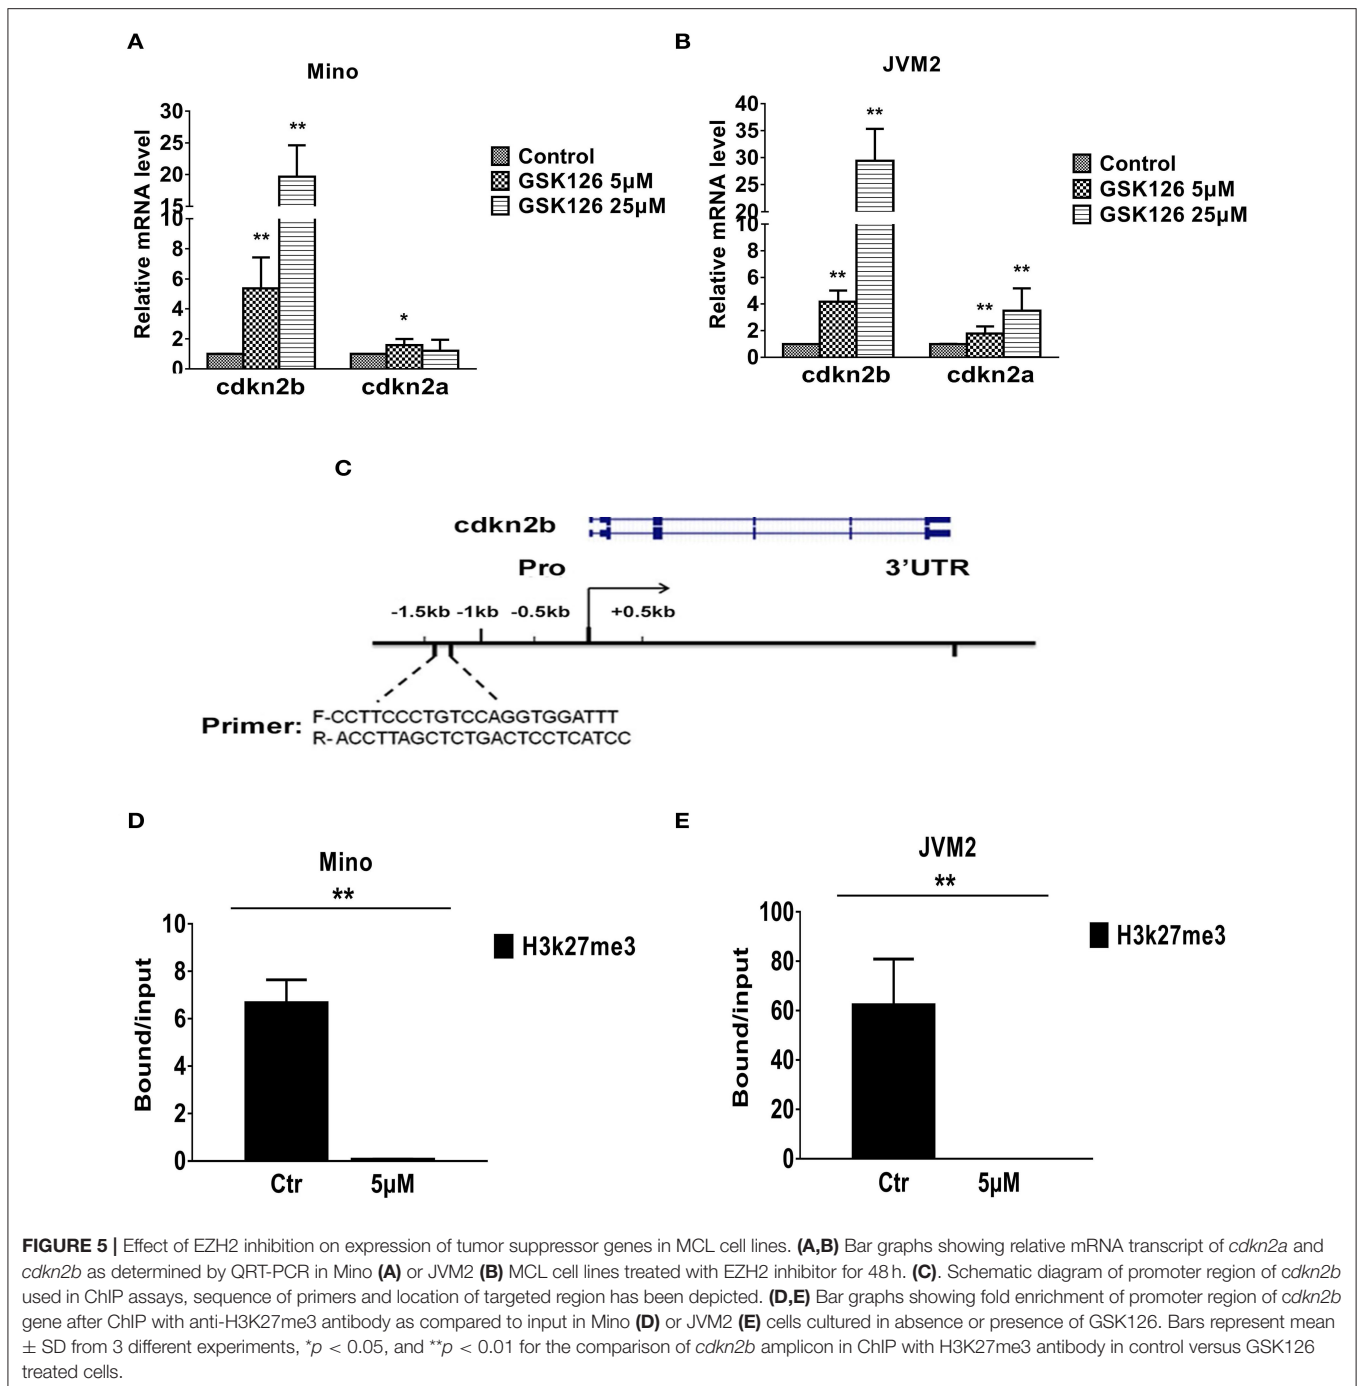 A
Mino
Relative mRNA level
30
25
20
15
10
8
6
4
2
0
**
**
*
cdkn2b
cdkn2a
Control
GSK126 5µM
GSK126 25µM
B
JVM2
Relative mRNA level
40
35
30
25
20
10
8
6
4
2
0
**
**
**
**
cdkn2b
cdkn2a
Control
GSK126 5µM
GSK126 25µM
C
cdkn2b
Pro
3’UTR
-1.5kb -1kb -0.5kb +0.5kb
Primer:
F-CCTTCCCTGTCCAGGTGGATTT
R-ACCTTAGCTCTGACTCCTCATCC
D
Mino
**
Bound/input
10
8
6
4
2
0
Ctr
5µM
H3k27me3
E
JVM2
**
Bound/input
100
80
60
40
20
0
Ctr
5µM
H3k27me3
FIGURE 5 | Effect of EZH2 inhibition on expression of tumor suppressor genes in MCL cell lines. (A,B) Bar graphs showing relative mRNA transcript of cdkn2a and
cdkn2b as determined by QRT-PCR in Mino (A) or JVM2 (B) MCL cell lines treated with EZH2 inhibitor for 48 h. (C). Schematic diagram of promoter region of cdkn2b
used in ChIP assays, sequence of primers and location of targeted region has been depicted. (D,E) Bar graphs showing fold enrichment of promoter region of cdkn2b
gene after ChIP with anti-H3K27me3 antibody as compared to input in Mino (D) or JVM2 (E) cells cultured in absence or presence of GSK126. Bars represent mean
± SD from 3 different experiments, *p < 0.05, and **p < 0.01 for the comparison of cdkn2b amplicon in ChIP with H3K27me3 antibody in control versus GSK126
treated cells.